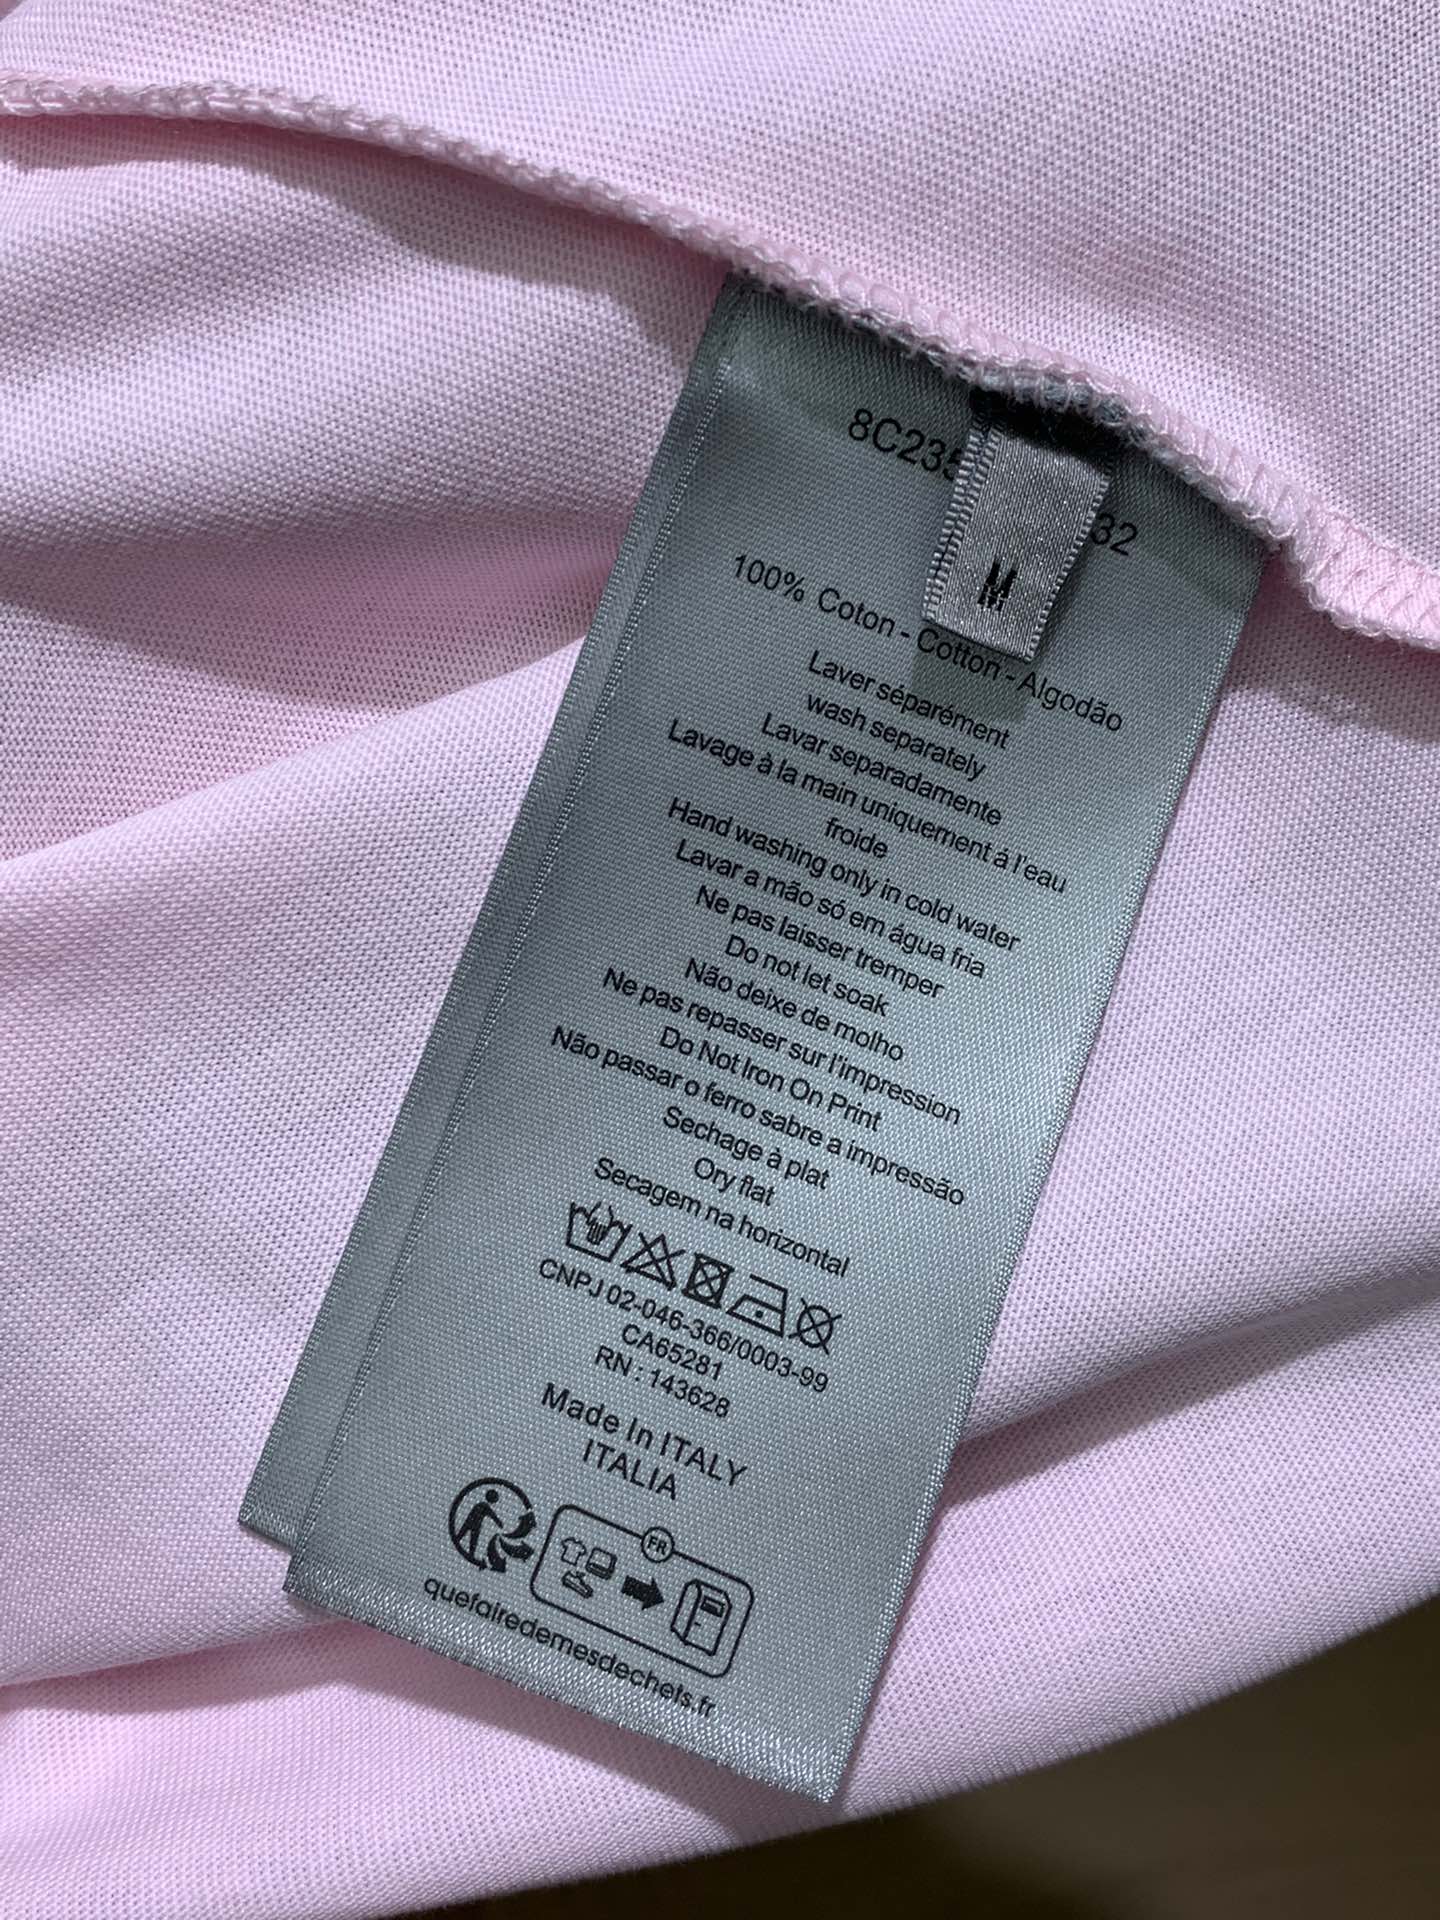 8C235
32
M
100% Coton - Cotton - Algodão
Laver séparément
wash separately
Lavar separadamente
Lavage à la main uniquement á l'eau
froide
Hand washing only in cold water
Lavar a mão só em água fria
Ne pas laisser tremper
Do not let soak
Não deixe de molho
Ne pas repasser sur l'impression
Do Not Iron On Print
Não passar o ferro sabre a impressão
Sechage à plat
Ory flat
Secagem na horizontal
CNPJ 02-046-366/0003-99
CA65281
RN : 143628
Made In ITALY
ITALIA
FR
quefairedemesdechets.fr